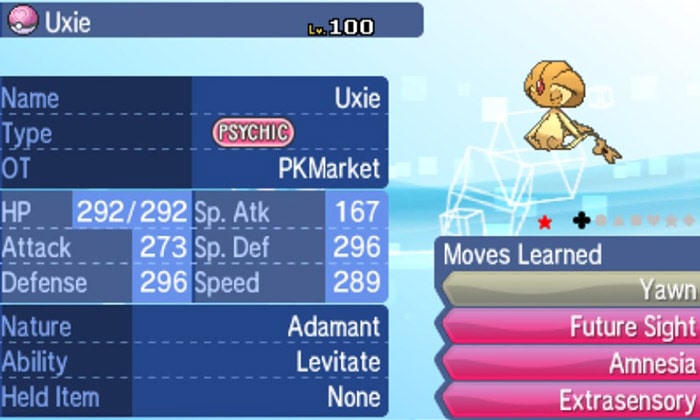 Uxie Lv.100
Name Uxie
Type PSYCHIC
OT PKMarket
HP 292/292 Sp. Atk 167
Attack 273 Sp. Def 296
Defense 296 Speed 289
Nature Adamant
Ability Levitate
Held Item None
Moves Learned
Yawn
Future Sight
Amnesia
Extrasensory